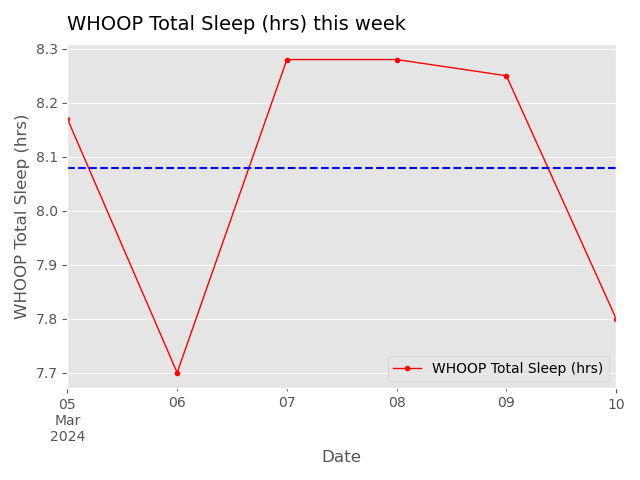 WHOOP Total Sleep (hrs) this week
WHOOP Total Sleep (hrs)
8.3
8.2
8.1
8.0
7.9
7.8
7.7
WHOOP Total Sleep (hrs)
05
Mar
2024
06
07
08
09
10
Date